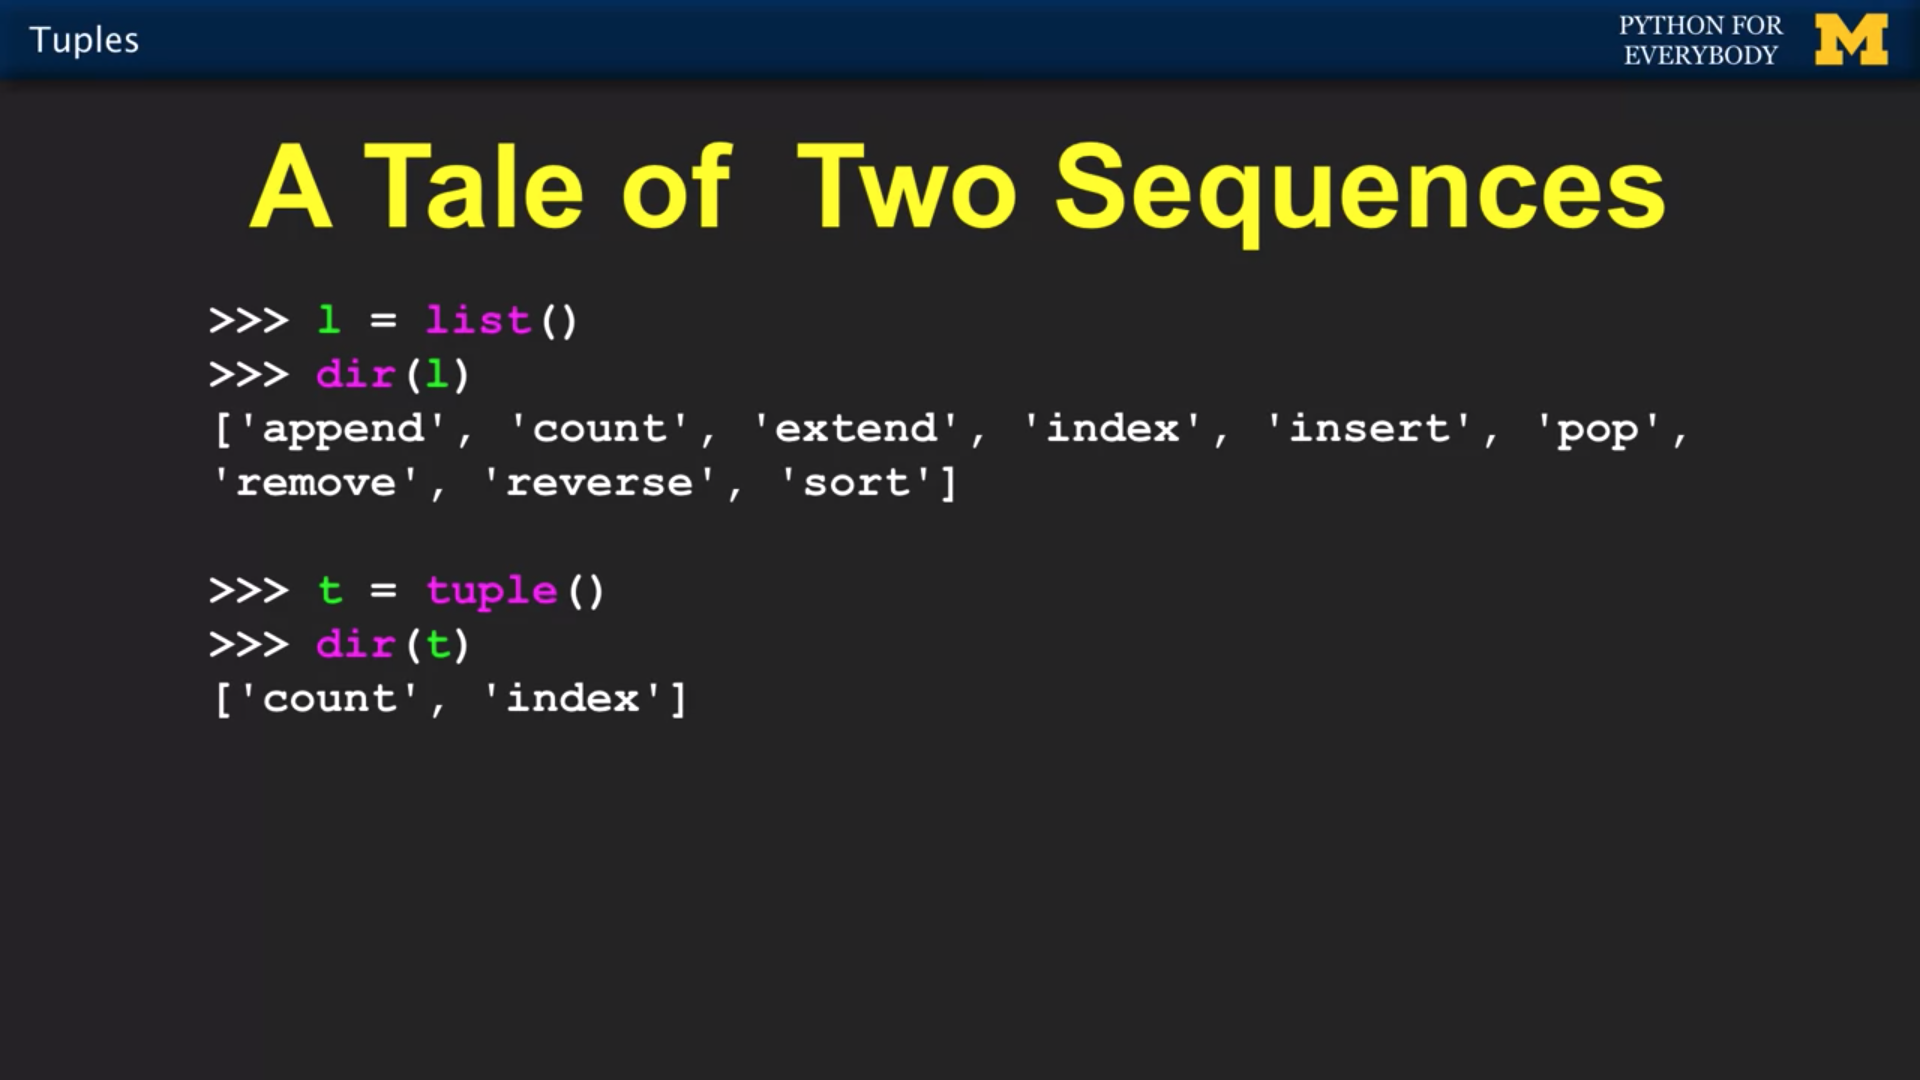 Tuples
PYTHON FOR
EVERYBODY
M
A Tale of  Two Sequences
>>> l = list()
>>> dir(l)
['append', 'count', 'extend', 'index', 'insert', 'pop',
'remove', 'reverse', 'sort']
>>> t = tuple()
>>> dir(t)
['count', 'index']